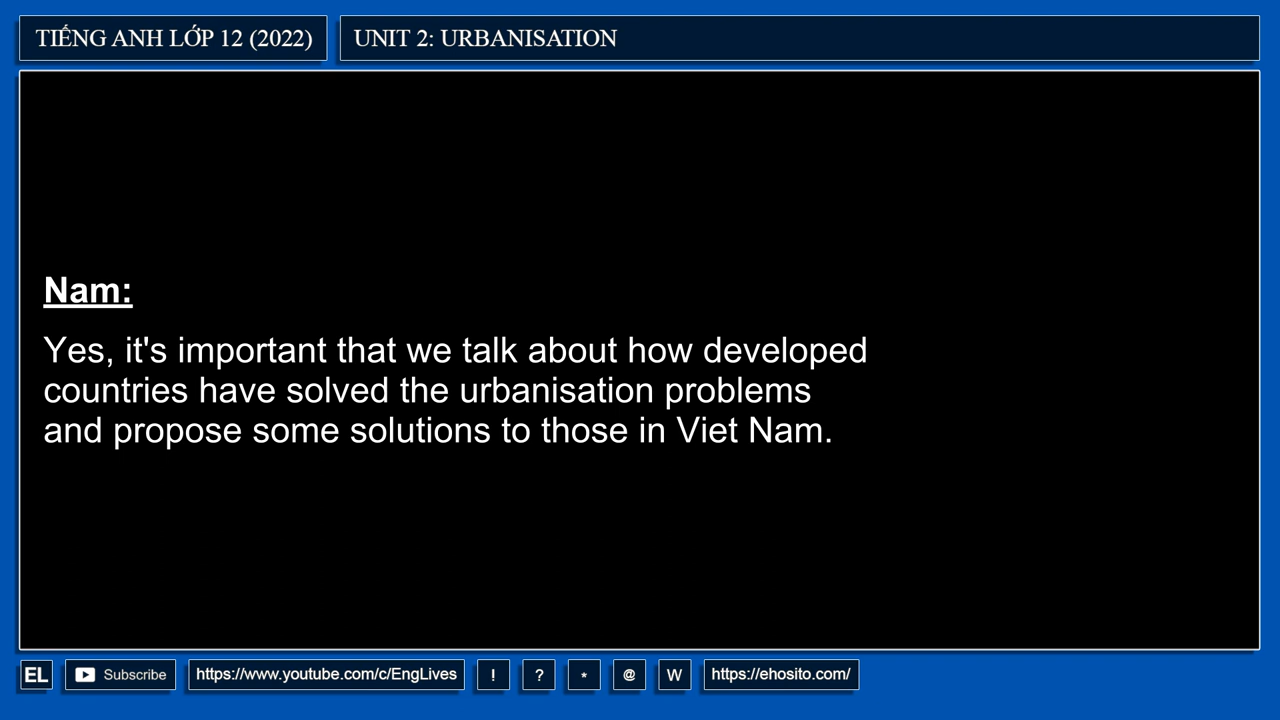 TIẾNG ANH LỚP 12 (2022)
UNIT 2: URBANISATION
Nam:
Yes, it's important that we talk about how developed
countries have solved the urbanisation problems
and propose some solutions to those in Viet Nam.
EL
Subscribe
https://www.youtube.com/c/EngLives
!
?
*
@
W
https://ehosito.com/